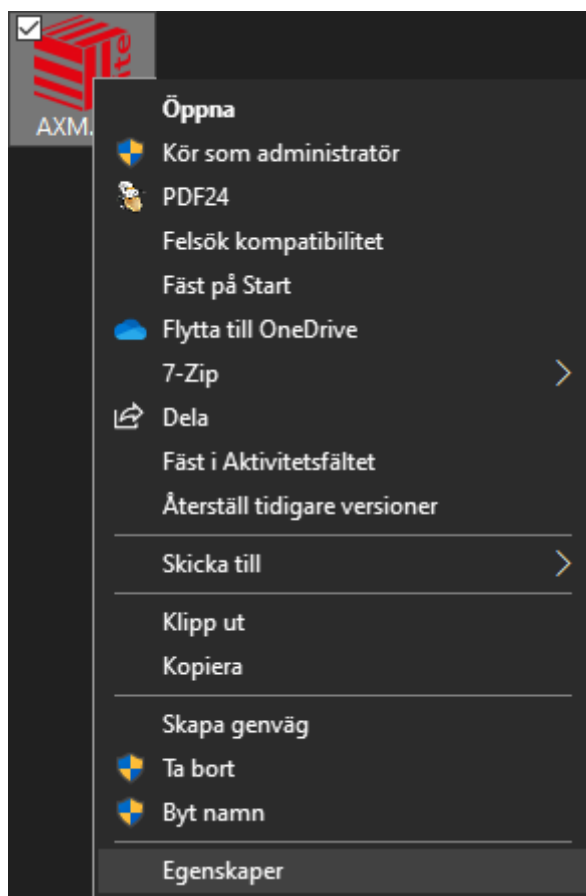 AXM.
Öppna
Kör som administratör
PDF24
Felsök kompatibilitet
Fäst på Start
Flytta till OneDrive
7-Zip
Dela
Fäst i Aktivitetsfältet
Återställ tidigare versioner
Skicka till
Klipp ut
Kopiera
Skapa genväg
Ta bort
Byt namn
Egenskaper